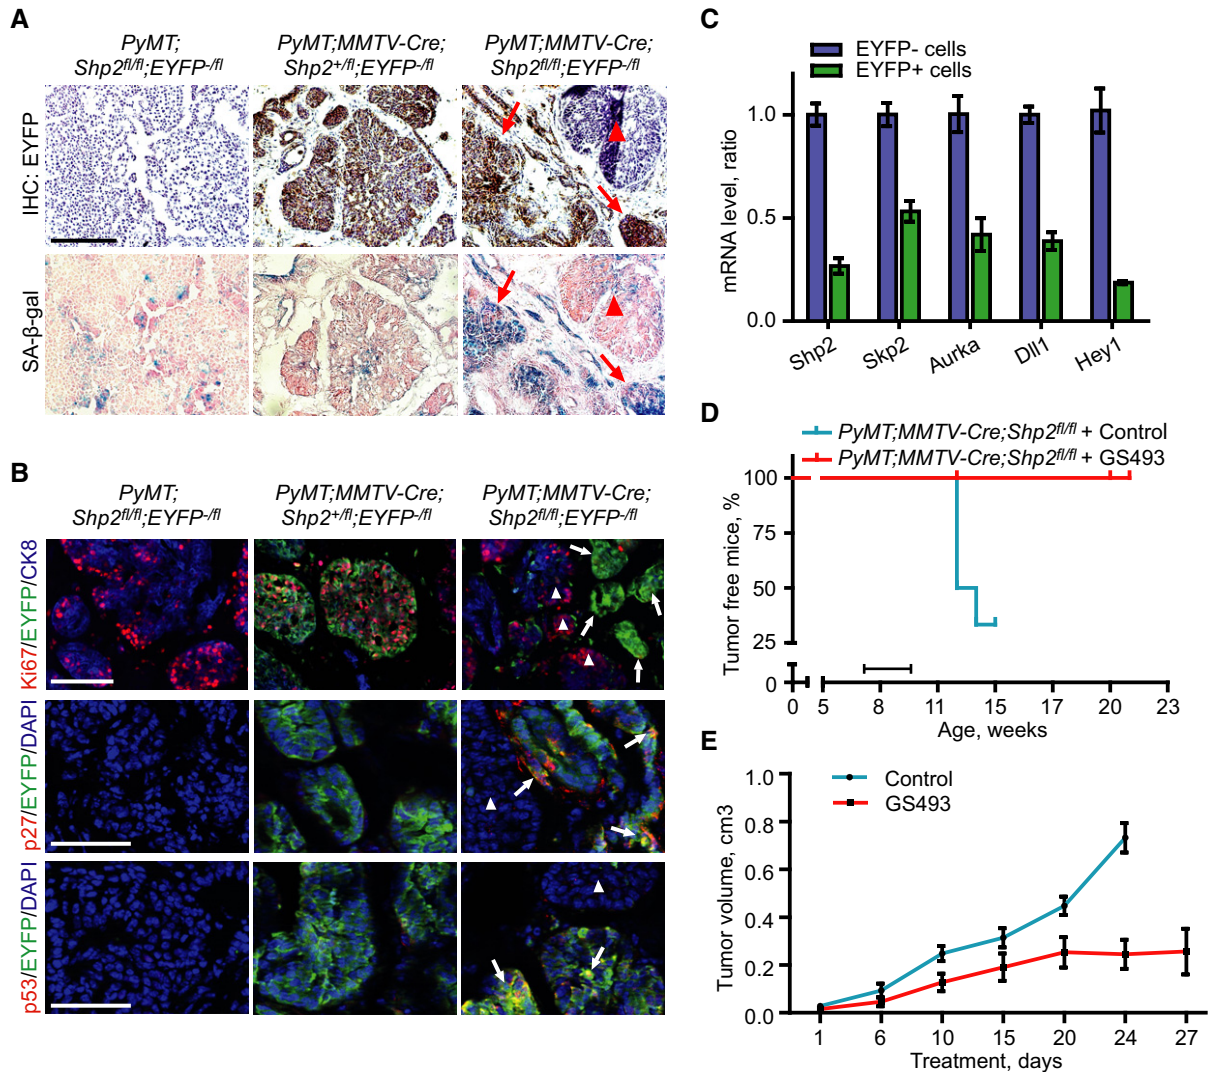 A
PyMT;
Shp2fl/fl;EYFP-/fl
PyMT;MMTV-Cre;
Shp2+/fl;EYFP-/fl
PyMT;MMTV-Cre;
Shp2fl/fl;EYFP-/fl
IHC: EYFP
SA-β-gal
B
PyMT;
Shp2fl/fl;EYFP-/fl
PyMT;MMTV-Cre;
Shp2+/fl;EYFP-/fl
PyMT;MMTV-Cre;
Shp2fl/fl;EYFP-/fl
Ki67/EYFP/CK8
p27/EYFP/DAPI
p53/EYFP/DAPI
C
EYFP- cells
EYFP+ cells
mRNA level, ratio
1.0
0.5
0.0
Shp2 Skp2 Aurka Dll1 Hey1
D
PyMT;MMTV-Cre;Shp2fl/fl + Control
PyMT;MMTV-Cre;Shp2fl/fl + GS493
Tumor free mice, %
100
75
50
25
0
0 5 8 11 15 17 20 23
Age, weeks
E
Control
GS493
Tumor volume, cm3
1.0
0.8
0.6
0.4
0.2
0.0
1 6 10 15 20 24 27
Treatment, days